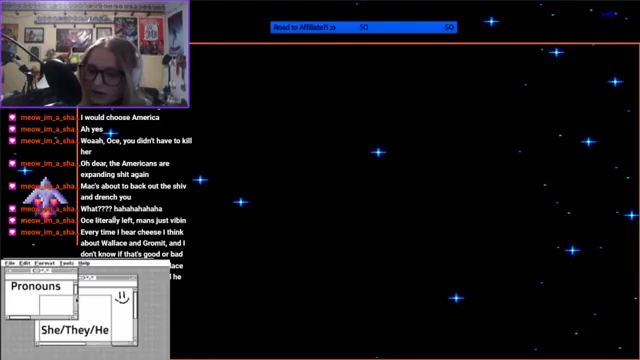 Road to Affiliate?! :o 50 50
I would choose America
meow_im_a_sha.
Ah yes
meow_im_a_sha.
Woaah, Oce, you didn't have to kill
meow_im_a_sha.
her
Oh dear, the Americans are
meow_im_a_sha.
expanding shit again
Mac's about to back out the shiv
meow_im_a_sha.
and drench you
What???? hahahahahaha
meow_im_a_sha.
Oce literally left, mans just vibin
meow_im_a_sha.
Every time I hear cheese I think
meow_im_a_sha.
about Wallace and Gromit, and I
don't know if that's good or bad
lace
l he
File Edit Format Tools Help
Pronouns
She/They/He